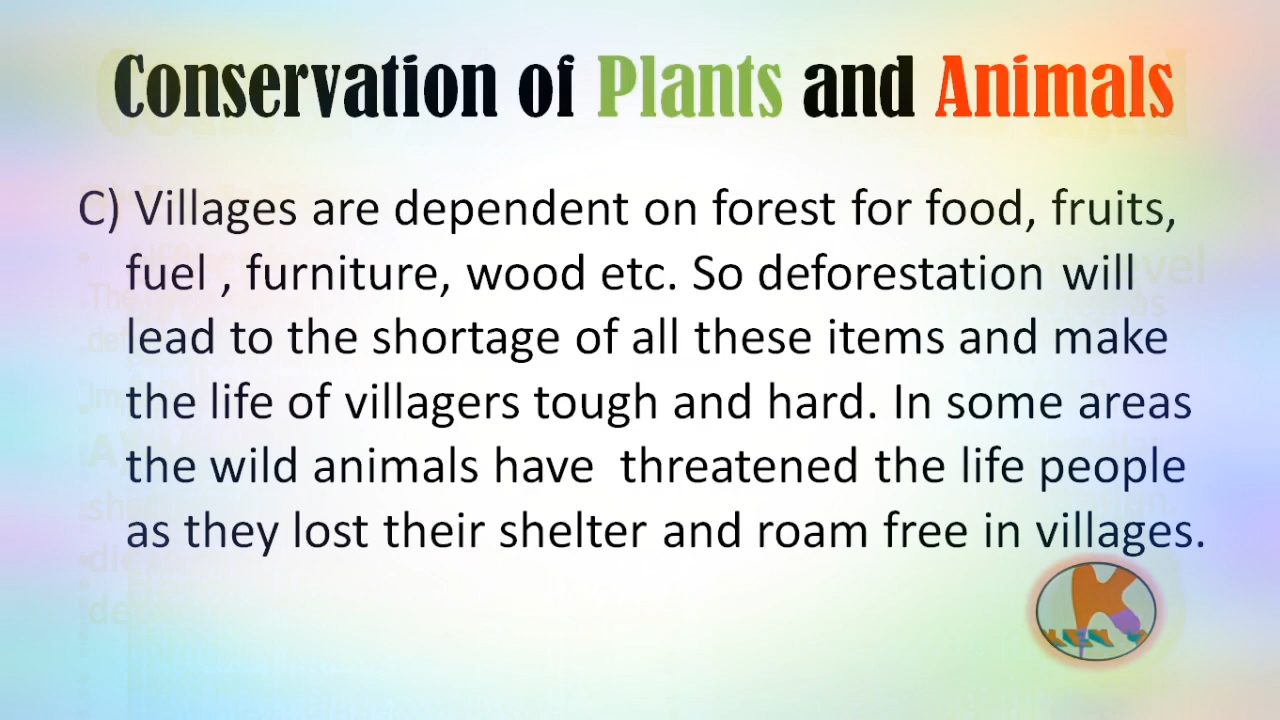 Conservation of Plants and Animals
C) Villages are dependent on forest for food, fruits,
fuel , furniture, wood etc. So deforestation will
lead to the shortage of all these items and make
the life of villagers tough and hard. In some areas
the wild animals have threatened the life people
as they lost their shelter and roam free in villages.
K